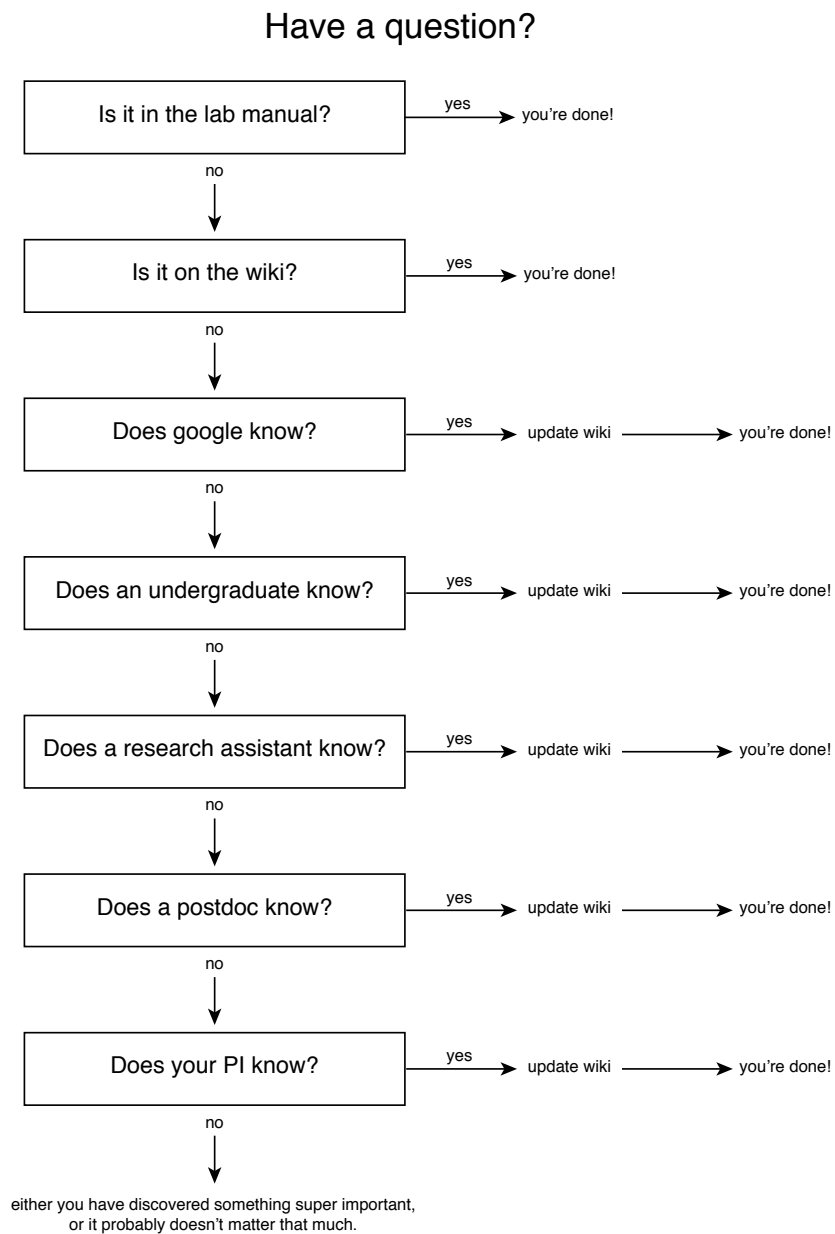 Have a question?
Is it in the lab manual?
yes
you're done!
no
Is it on the wiki?
yes
you're done!
no
Does google know?
yes
update wiki
you're done!
no
Does an undergraduate know?
yes
update wiki
you're done!
no
Does a research assistant know?
yes
update wiki
you're done!
no
Does a postdoc know?
yes
update wiki
you're done!
no
Does your PI know?
yes
update wiki
you're done!
no
either you have discovered something super important,
or it probably doesn't matter that much.